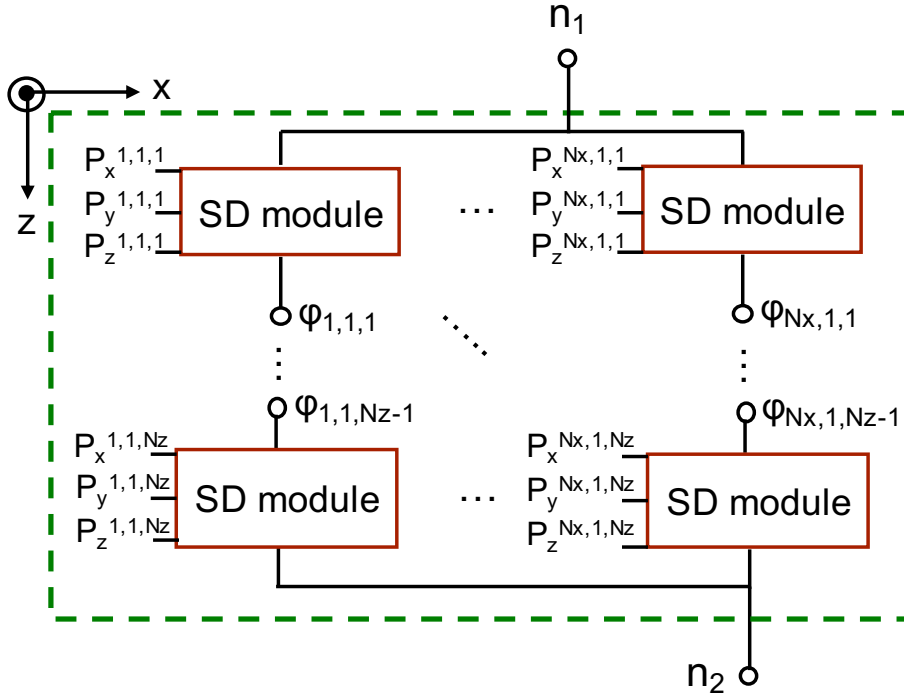 n1
x
z
Px1,1,1
Py1,1,1
Pz1,1,1
SD module
...
PxNx,1,1
PyNx,1,1
PzNx,1,1
SD module
φ1,1,1
φNx,1,1
φ1,1,Nz-1
φNx,1,Nz-1
Px1,1,Nz
Py1,1,Nz
Pz1,1,Nz
SD module
...
PxNx,1,Nz
PyNx,1,Nz
PzNx,1,Nz
SD module
n2